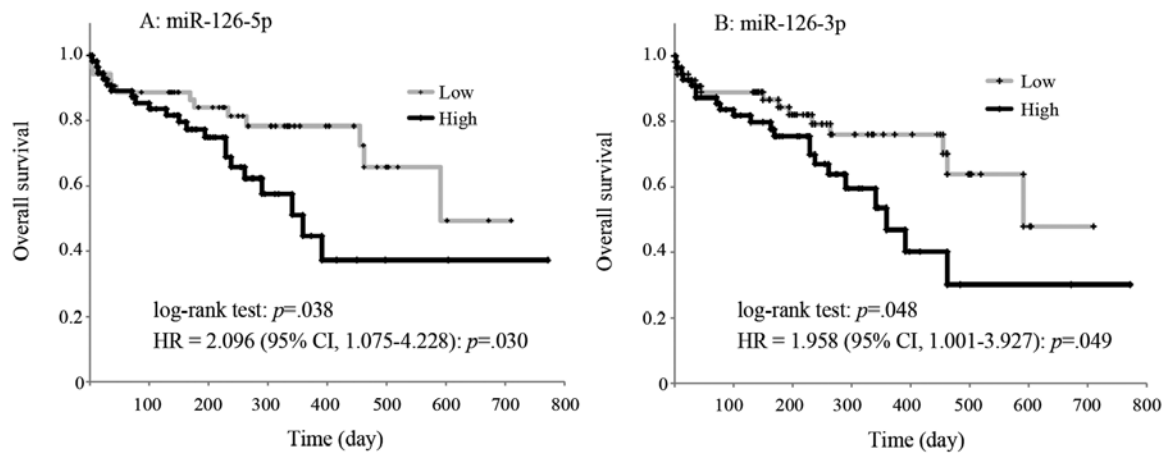 A: miR-126-5p
Overall survival
1.0
0.8
0.6
0.4
0.2
0
Low
High
log-rank test: p=.038
HR = 2.096 (95% CI, 1.075-4.228): p=.030
100 200 300 400 500 600 700 800
Time (day)
B: miR-126-3p
Overall survival
1.0
0.8
0.6
0.4
0.2
0
Low
High
log-rank test: p=.048
HR = 1.958 (95% CI, 1.001-3.927): p=.049
100 200 300 400 500 600 700 800
Time (day)